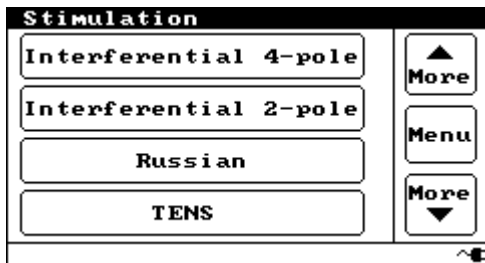 Stimulation
Interferential 4-pole
Interferential 2-pole
Russian
TENS
More
Menu
More